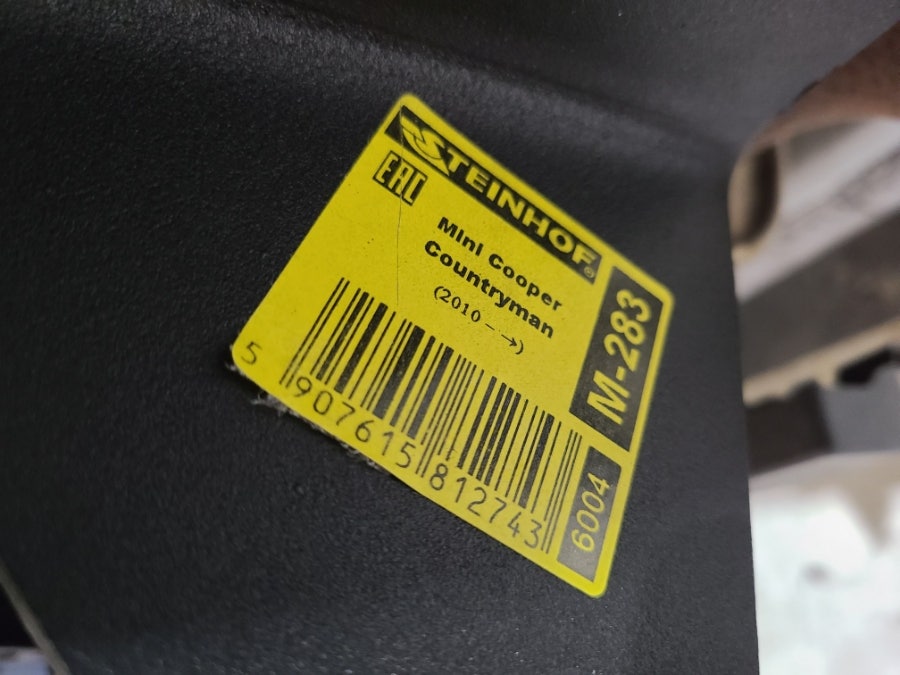 STEINHOF®
EAC
Mini Cooper
Countryman
(2010 – →)
M-283
6004
5 907615 812743